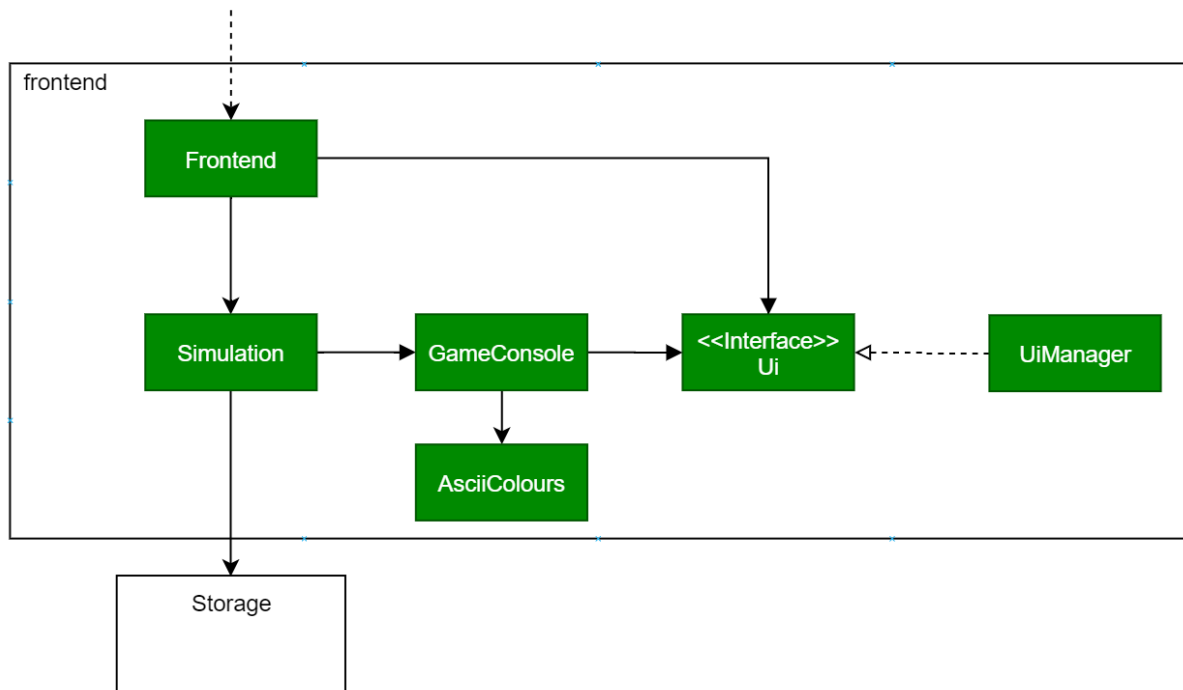 frontend
Frontend
Simulation
GameConsole
<<Interface>>
Ui
UiManager
AsciiColours
Storage